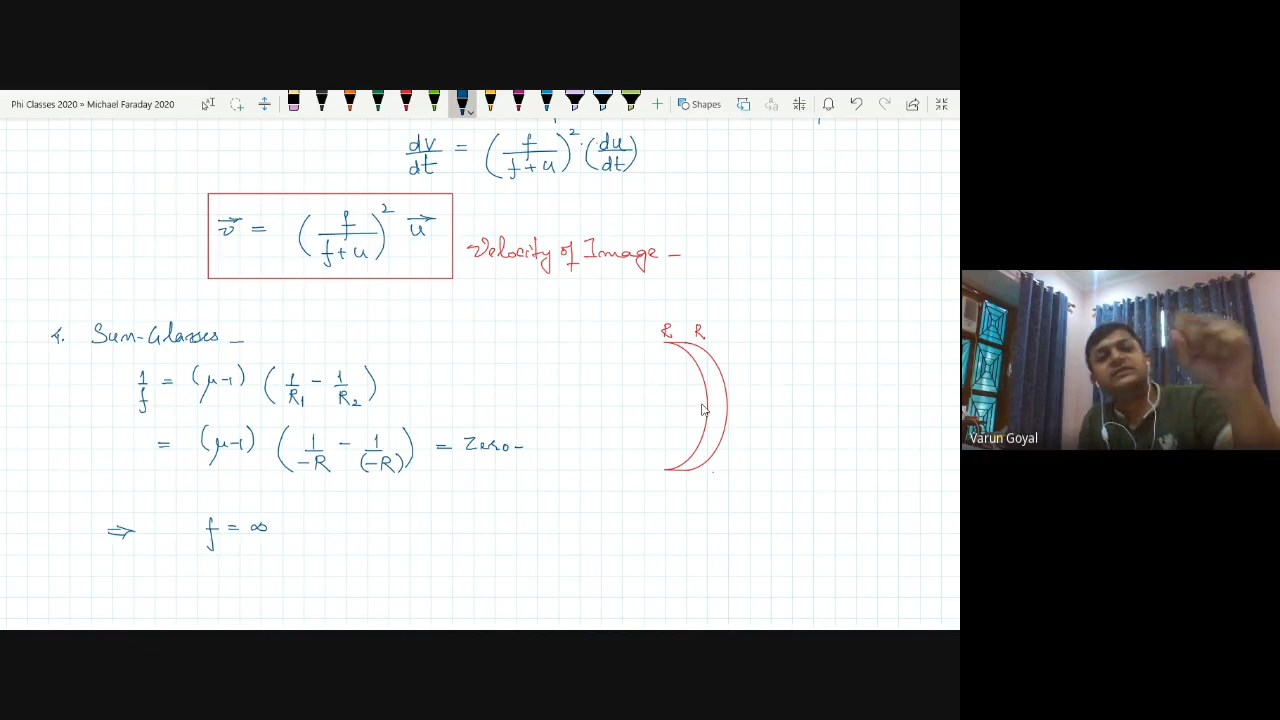 Phi Classes 2020 » Michael Faraday 2020
Shapes
dv/dt = (f/(f+u))² · (du/dt)
v⃗ = (f/(f+u))² u⃗
Velocity of Image –
4. Sun-Glasses –
R R
1/f = (μ-1) (1/R₁ - 1/R₂)
= (μ-1) (1/-R - 1/(-R)) = Zero –
⇒ f = ∞
Varun Goyal